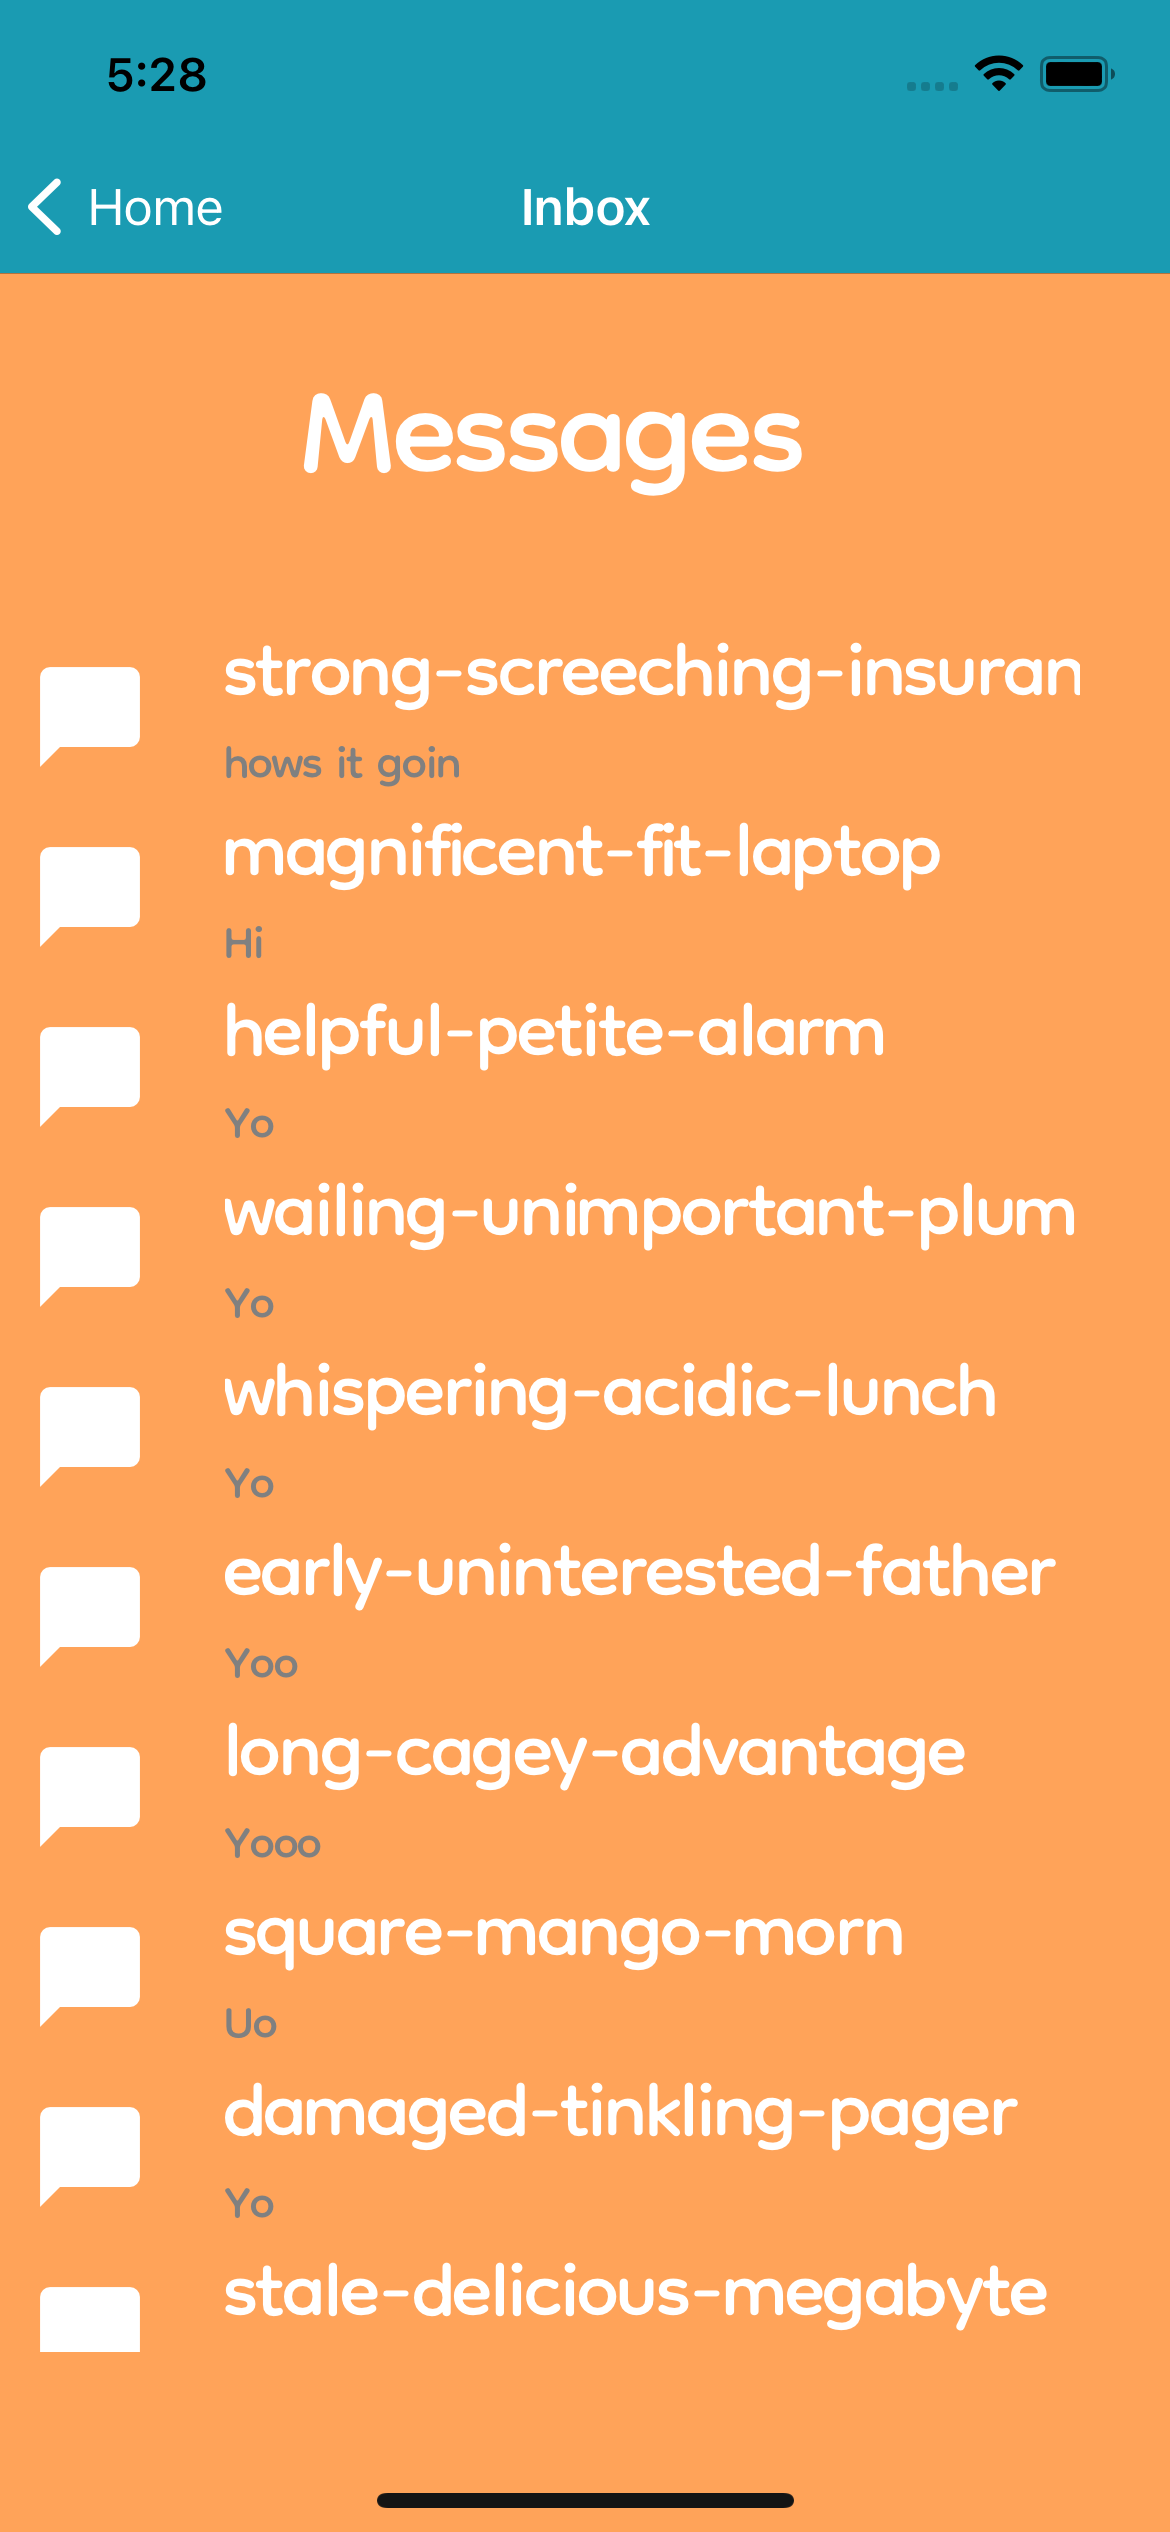 5:28
Home
Inbox
Messages
strong-screeching-insuran
hows it goin
magnificent-fit-laptop
Hi
helpful-petite-alarm
Yo
wailing-unimportant-plum
Yo
whispering-acidic-lunch
Yo
early-uninterested-father
Yoo
long-cagey-advantage
Yooo
square-mango-morn
Uo
damaged-tinkling-pager
Yo
stale-delicious-megabyte